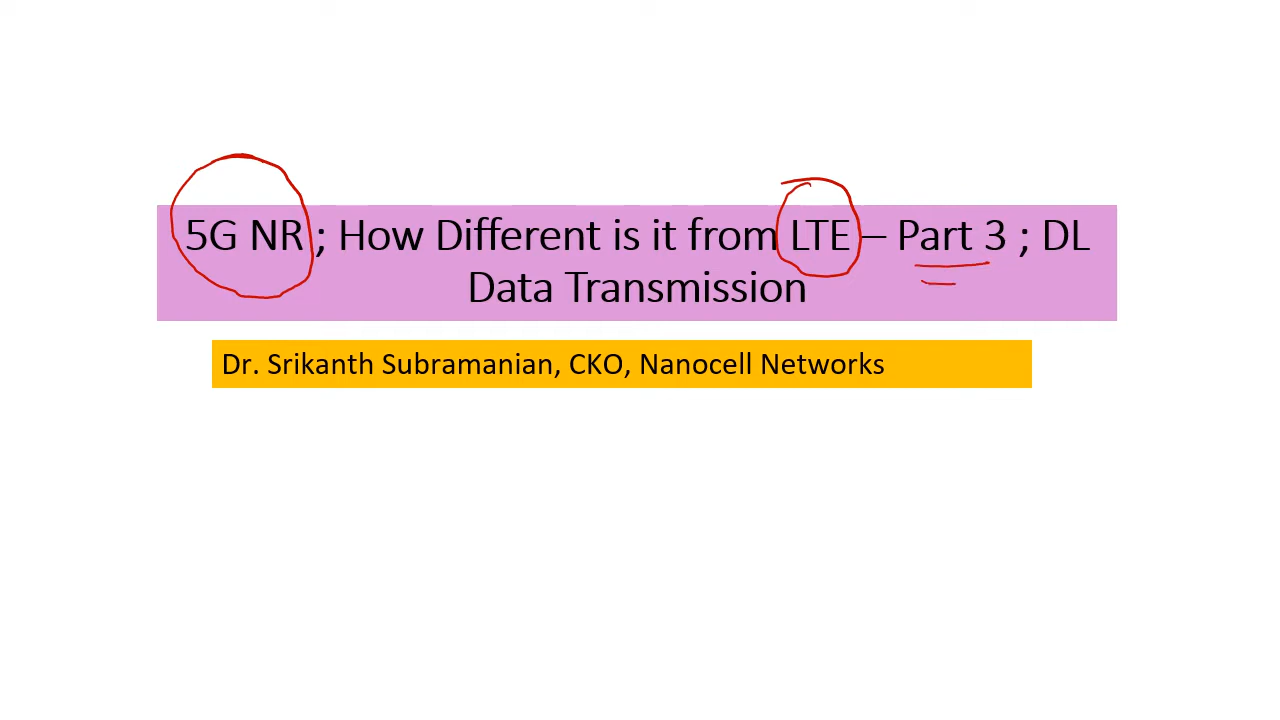 5G NR ; How Different is it from LTE – Part 3 ; DL
Data Transmission
Dr. Srikanth Subramanian, CKO, Nanocell Networks